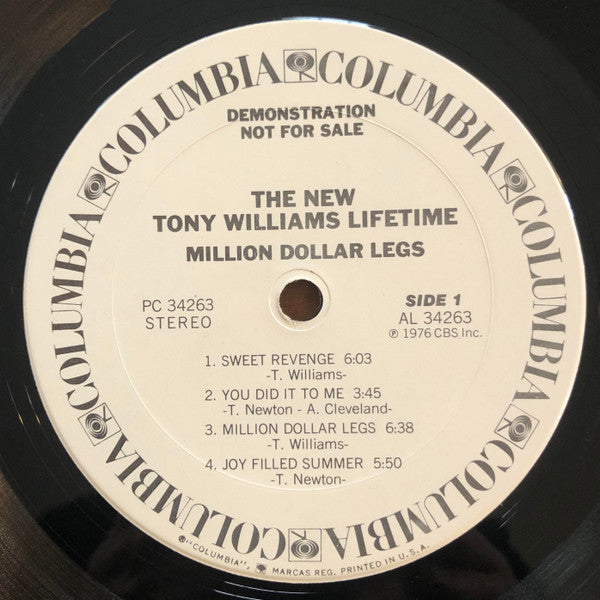 COLUMBIA COLUMBIA COLUMBIA COLUMBIA COLUMBIA COLUMBIA COLUMBIA
DEMONSTRATION
NOT FOR SALE
THE NEW
TONY WILLIAMS LIFETIME
MILLION DOLLAR LEGS
PC 34263
STEREO
SIDE 1
AL 34263
℗ 1976 CBS Inc.
1. SWEET REVENGE 6:03
-T. Williams-
2. YOU DID IT TO ME 3:45
-T. Newton - A. Cleveland-
3. MILLION DOLLAR LEGS 6:38
-T. Williams-
4. JOY FILLED SUMMER 5:50
-T. Newton-
®"COLUMBIA", MARCAS REG. PRINTED IN U.S.A.